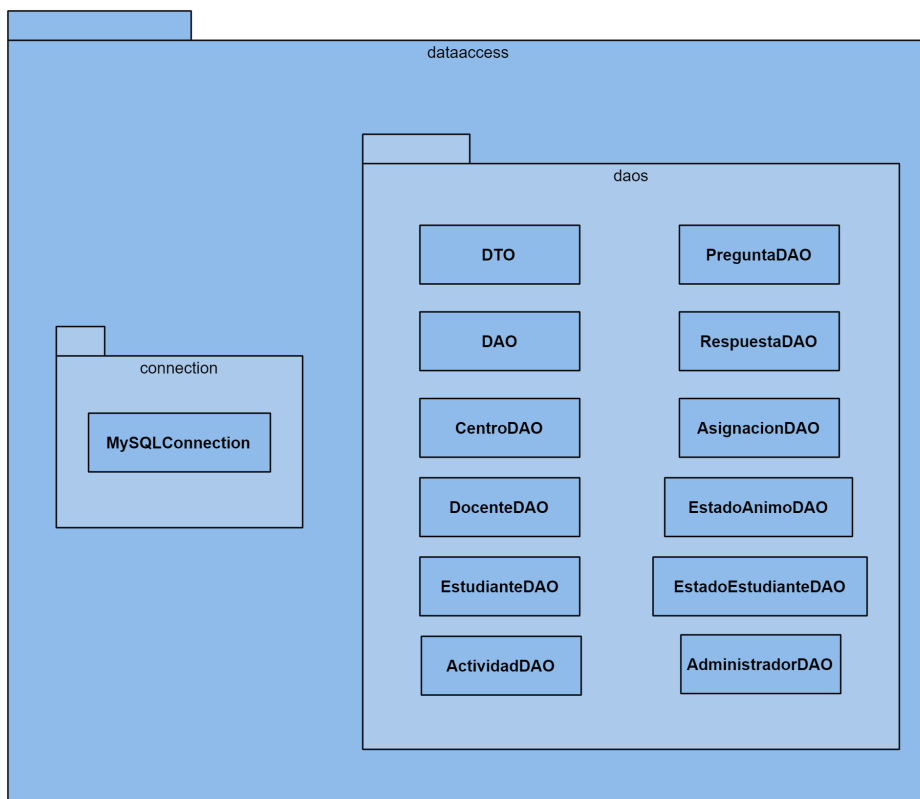 dataaccess
connection
MySQLConnection
daos
DTO
PreguntaDAO
DAO
RespuestaDAO
CentroDAO
AsignacionDAO
DocenteDAO
EstadoAnimoDAO
EstudianteDAO
EstadoEstudianteDAO
ActividadDAO
AdministradorDAO